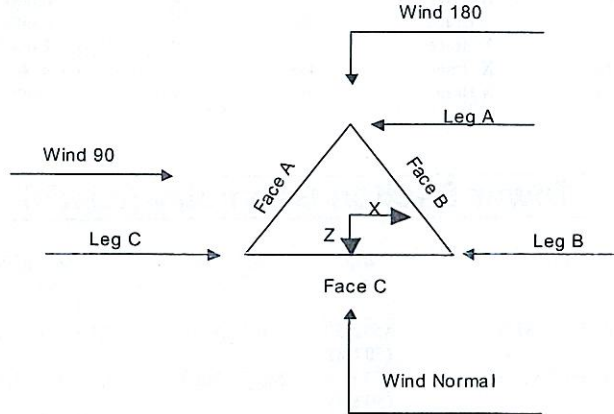 Wind 180
Leg A
Wind 90
Face A
Face B
X
Z
Leg C
Leg B
Face C
Wind Normal